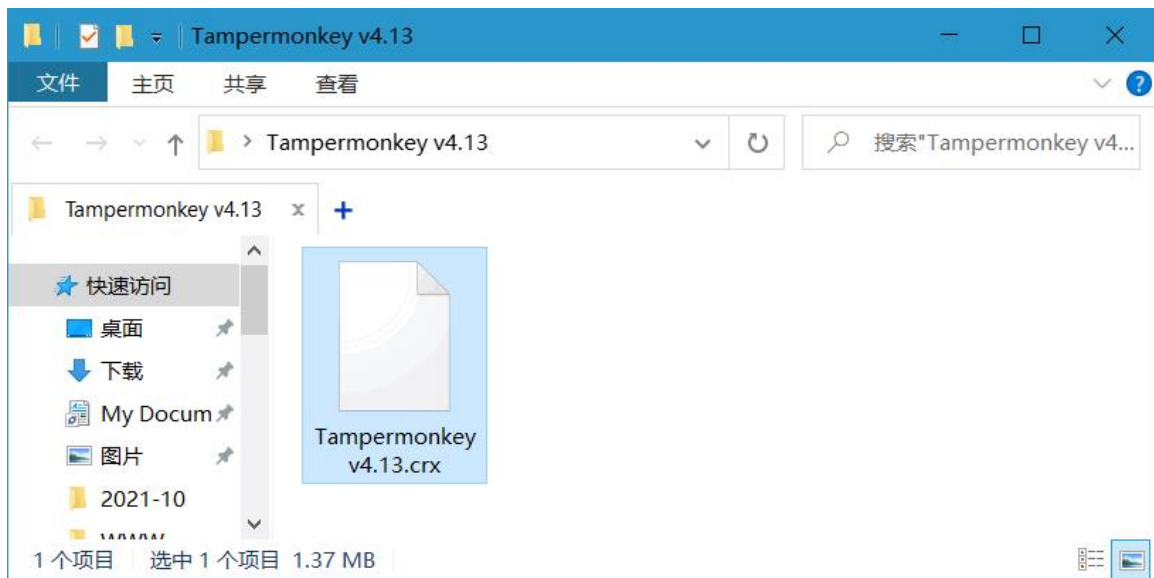 Tampermonkey v4.13
文件 主页 共享 查看
Tampermonkey v4.13
搜索"Tampermonkey v4...
Tampermonkey v4.13
快速访问
桌面
下载
My Docum
图片
2021-10
WWW
Tampermonkey
v4.13.crx
1 个项目 选中 1 个项目 1.37 MB